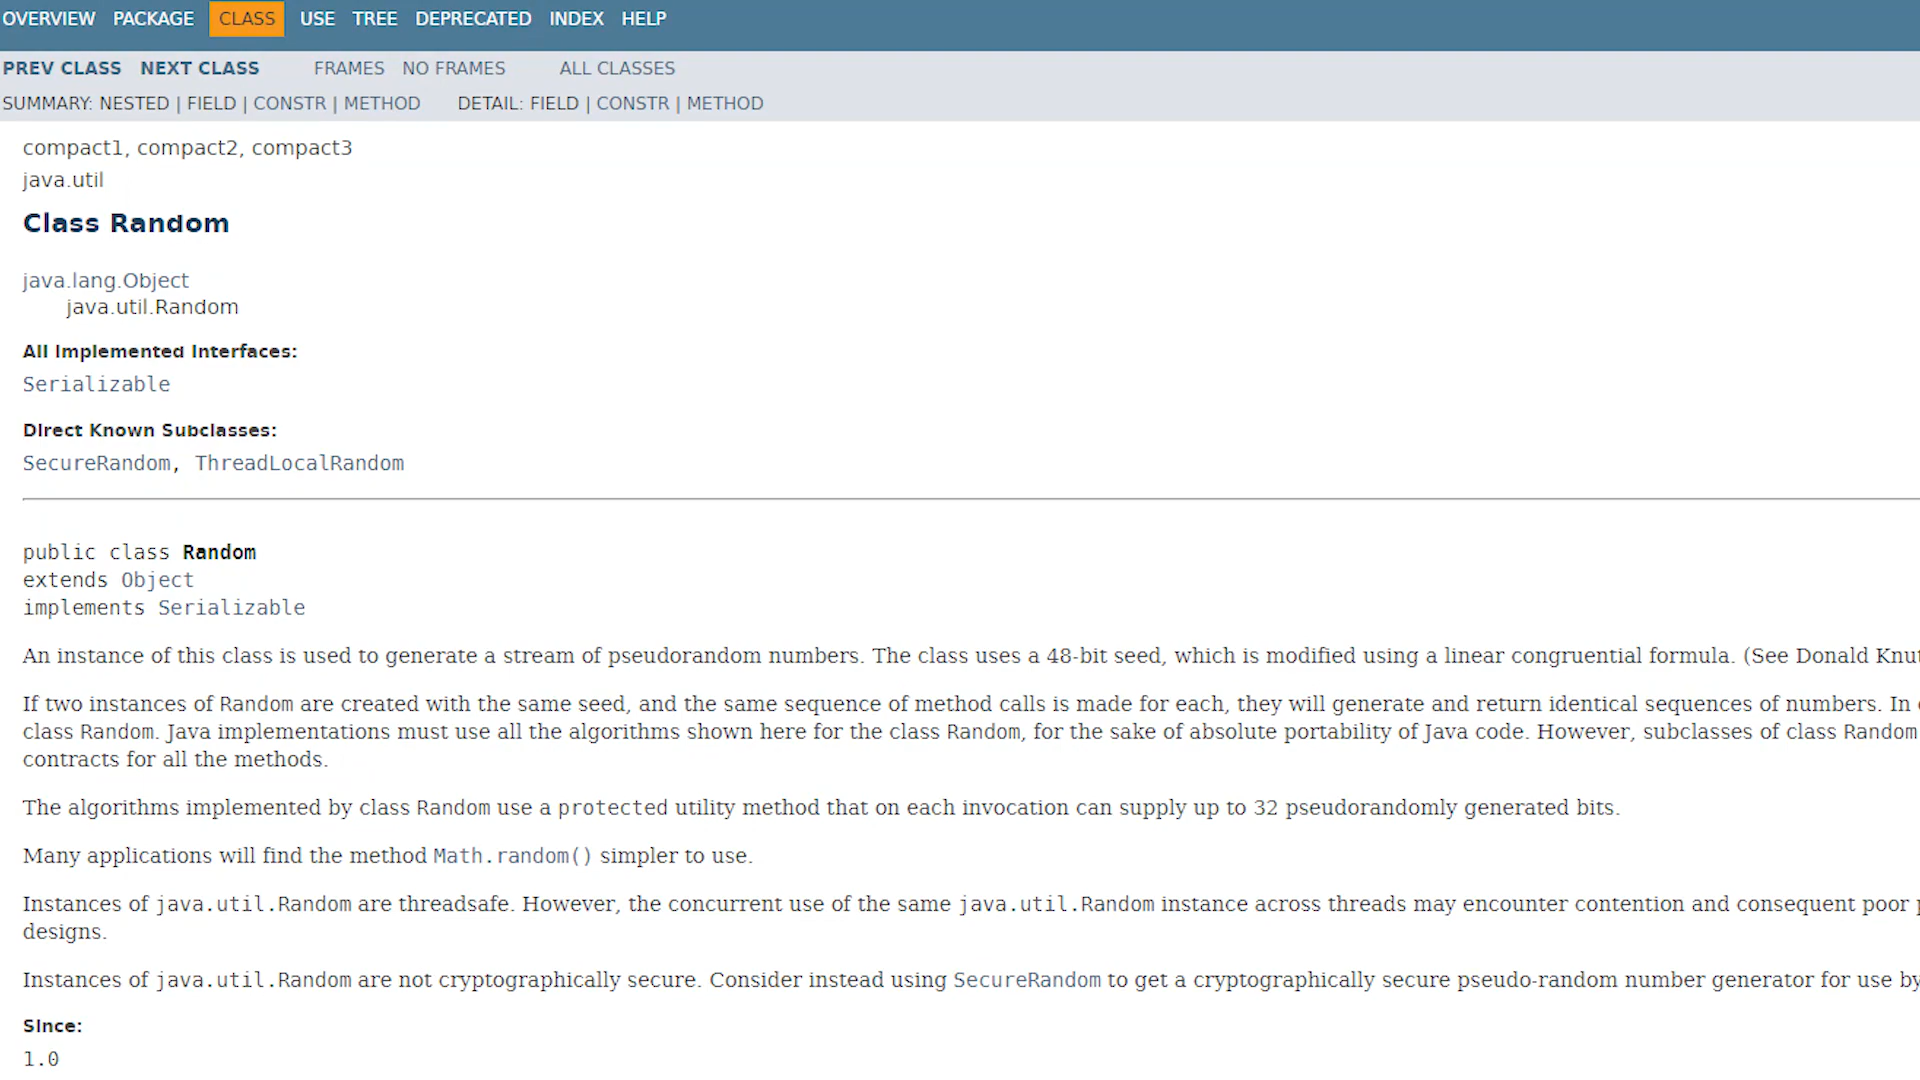 OVERVIEW PACKAGE CLASS USE TREE DEPRECATED INDEX HELP
PREV CLASS NEXT CLASS FRAMES NO FRAMES ALL CLASSES
SUMMARY: NESTED | FIELD | CONSTR | METHOD DETAIL: FIELD | CONSTR | METHOD
compact1, compact2, compact3
java.util
Class Random
java.lang.Object
java.util.Random
All Implemented Interfaces:
Serializable
Direct Known Subclasses:
SecureRandom, ThreadLocalRandom
public class Random
extends Object
implements Serializable
An instance of this class is used to generate a stream of pseudorandom numbers. The class uses a 48-bit seed, which is modified using a linear congruential formula. (See Donald
If two instances of Random are created with the same seed, and the same sequence of method calls is made for each, they will generate and return identical sequences of numbers. In
class Random. Java implementations must use all the algorithms shown here for the class Random, for the sake of absolute portability of Java code. However, subclasses of class Random
contracts for all the methods.
The algorithms implemented by class Random use a protected utility method that on each invocation can supply up to 32 pseudorandomly generated bits.
Many applications will find the method Math.random() simpler to use.
Instances of java.util.Random are threadsafe. However, the concurrent use of the same java.util.Random instance across threads may encounter contention and consequent poor
designs.
Instances of java.util.Random are not cryptographically secure. Consider instead using SecureRandom to get a cryptographically secure pseudo-random number generator for use by
Since:
1.0